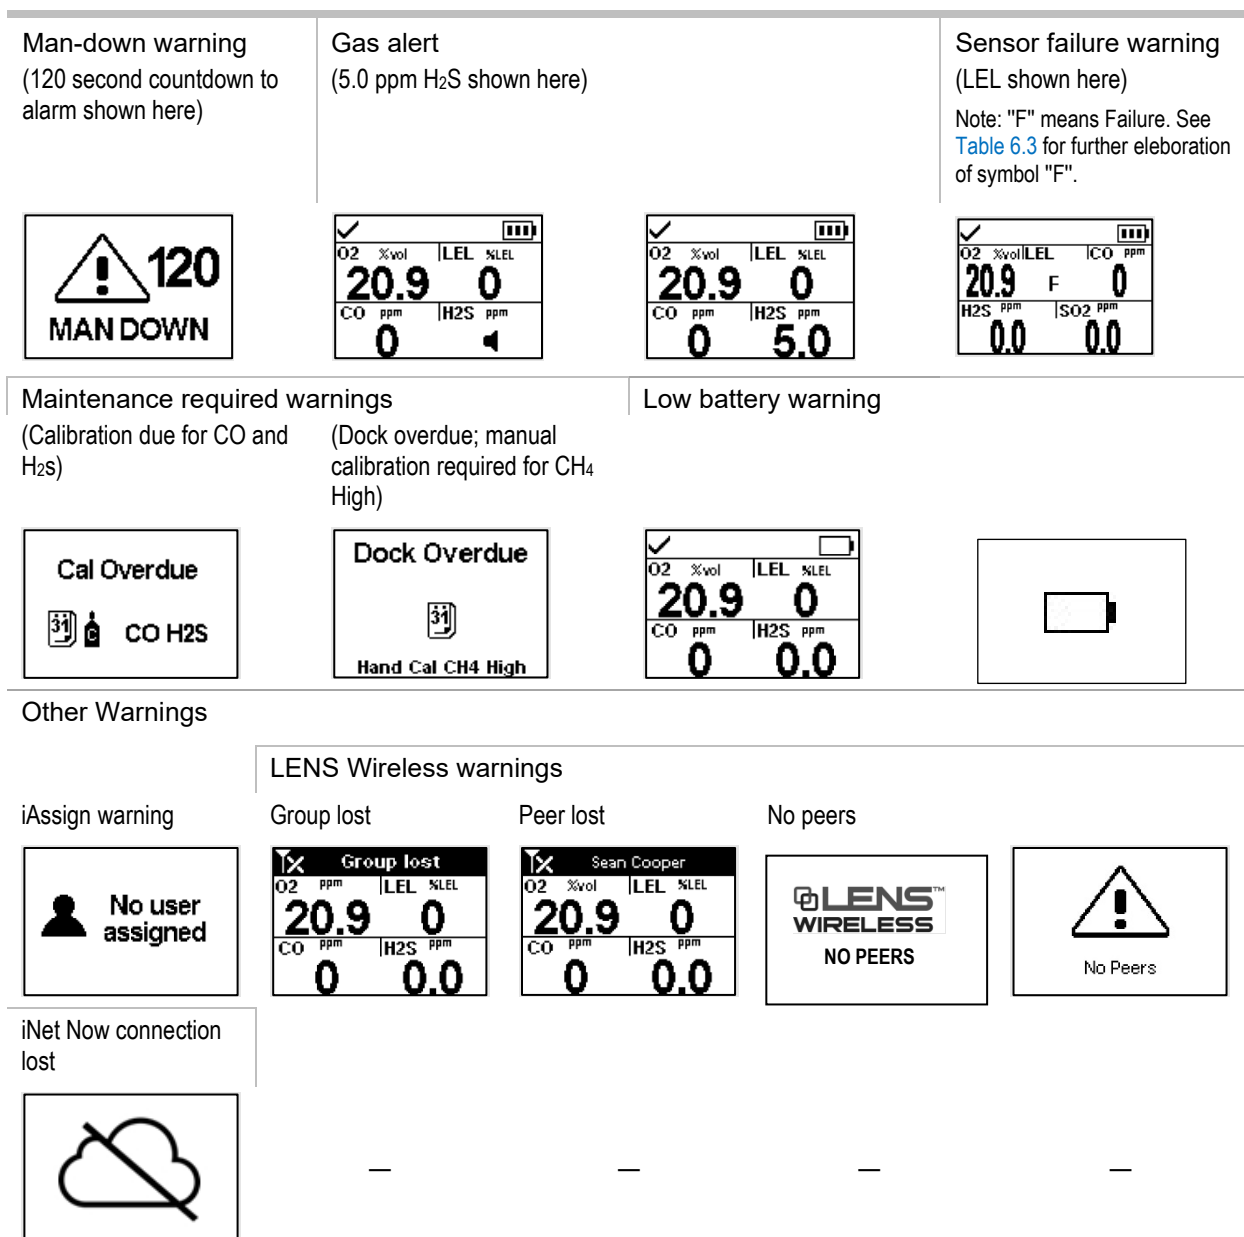 Man-down warning
(120 second countdown to
alarm shown here)
Gas alert
(5.0 ppm H2S shown here)
Sensor failure warning
(LEL shown here)
Note: "F" means Failure. See
Table 6.3 for further eleboration
of symbol "F".
120
MAN DOWN
O2 %vol LEL %LEL
20.9 0
CO ppm H2S ppm
0
O2 %vol LEL %LEL
20.9 0
CO ppm H2S ppm
0 5.0
O2 %vol LEL CO ppm
20.9 F 0
H2S ppm SO2 ppm
0.0 0.0
Maintenance required warnings
(Calibration due for CO and
H2s)
(Dock overdue; manual
calibration required for CH4
High)
Low battery warning
Cal Overdue
31 C CO H2S
Dock Overdue
31
Hand Cal CH4 High
O2 %vol LEL %LEL
20.9 0
CO ppm H2S ppm
0 0.0
Other Warnings
LENS Wireless warnings
iAssign warning
Group lost
Peer lost
No peers
No user
assigned
Group lost
O2 ppm LEL %LEL
20.9 0
CO ppm H2S ppm
0 0.0
Sean Cooper
O2 %vol LEL %LEL
20.9 0
CO ppm H2S ppm
0 0.0
LENS™
WIRELESS
NO PEERS
No Peers
iNet Now connection
lost
— — — —